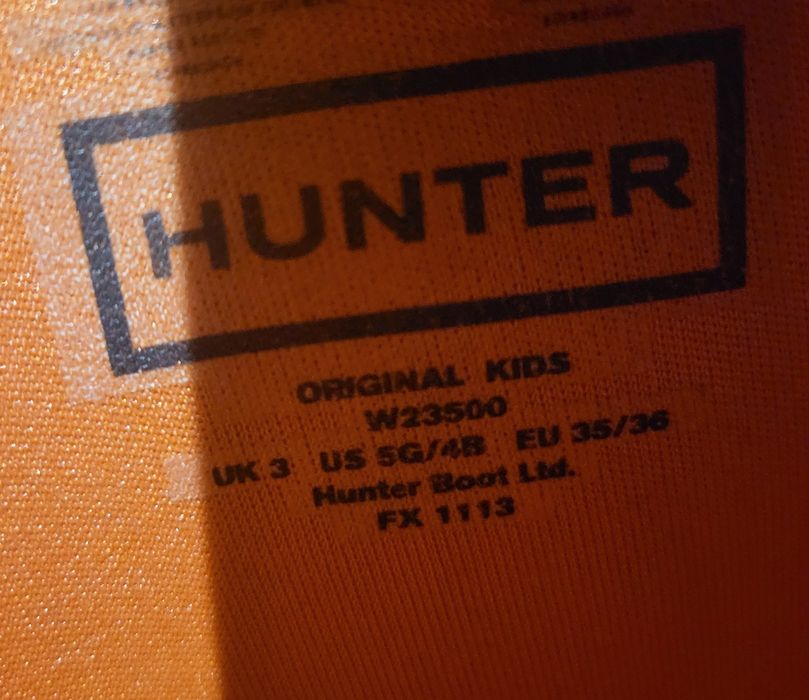 HUNTER
ORIGINAL KIDS
W23500
UK 3 US 5G/4B EU 35/36
Hunter Boot Ltd.
FX 1113